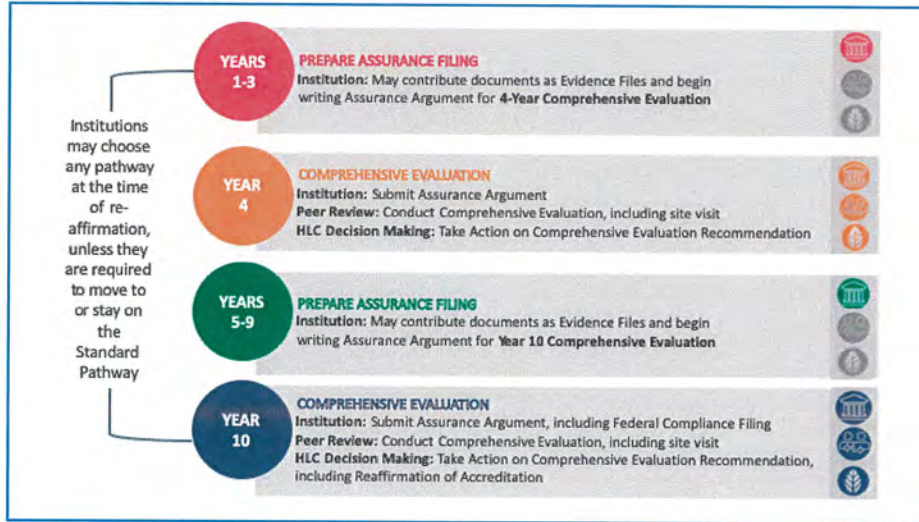 Institutions
may choose
any pathway
at the time
of re-
affirmation,
unless they
are required
to move to
or stay on
the
Standard
Pathway
YEARS
1-3
PREPARE ASSURANCE FILING
Institution: May contribute documents as Evidence Files and begin
writing Assurance Argument for 4-Year Comprehensive Evaluation
YEAR
4
COMPREHENSIVE EVALUATION
Institution: Submit Assurance Argument
Peer Review: Conduct Comprehensive Evaluation, including site visit
HLC Decision Making: Take Action on Comprehensive Evaluation Recommendation
YEARS
5-9
PREPARE ASSURANCE FILING
Institution: May contribute documents as Evidence Files and begin
writing Assurance Argument for Year 10 Comprehensive Evaluation
YEAR
10
COMPREHENSIVE EVALUATION
Institution: Submit Assurance Argument, including Federal Compliance Filing
Peer Review: Conduct Comprehensive Evaluation, including site visit
HLC Decision Making: Take Action on Comprehensive Evaluation Recommendation,
including Reaffirmation of Accreditation